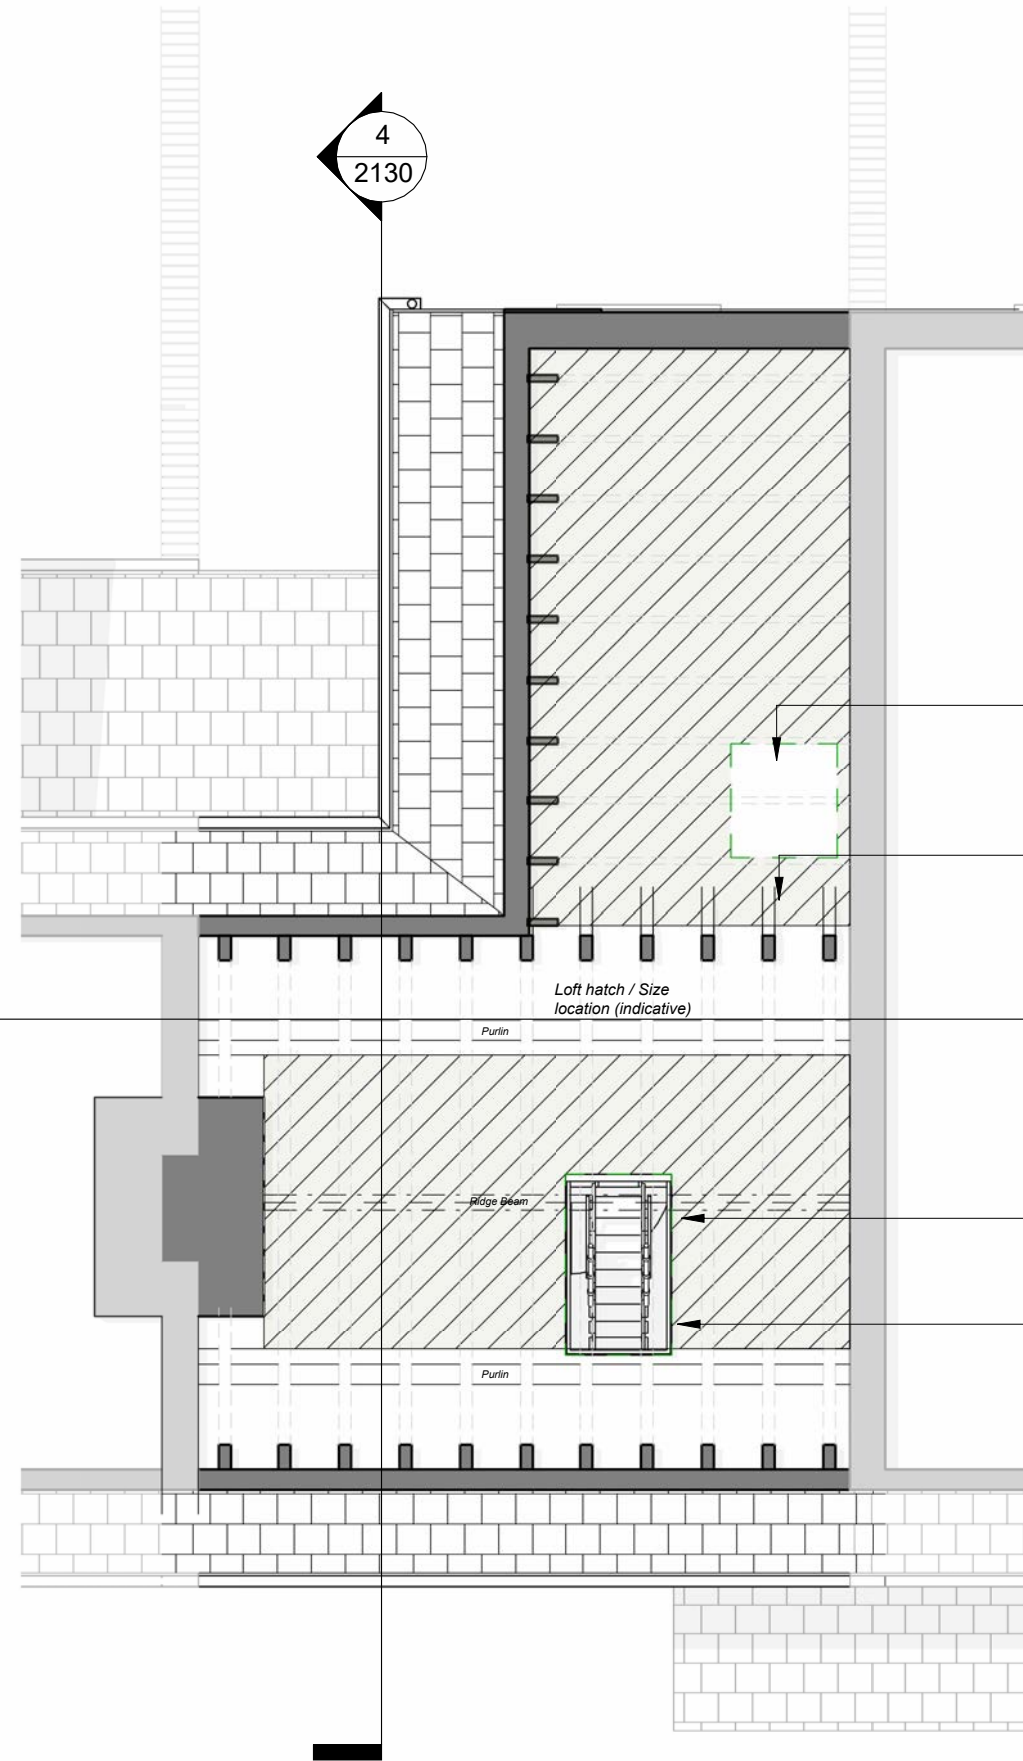 4
2130
Loft hatch / Size
location (indicative)
Purlin
Ridge Beam
Purlin